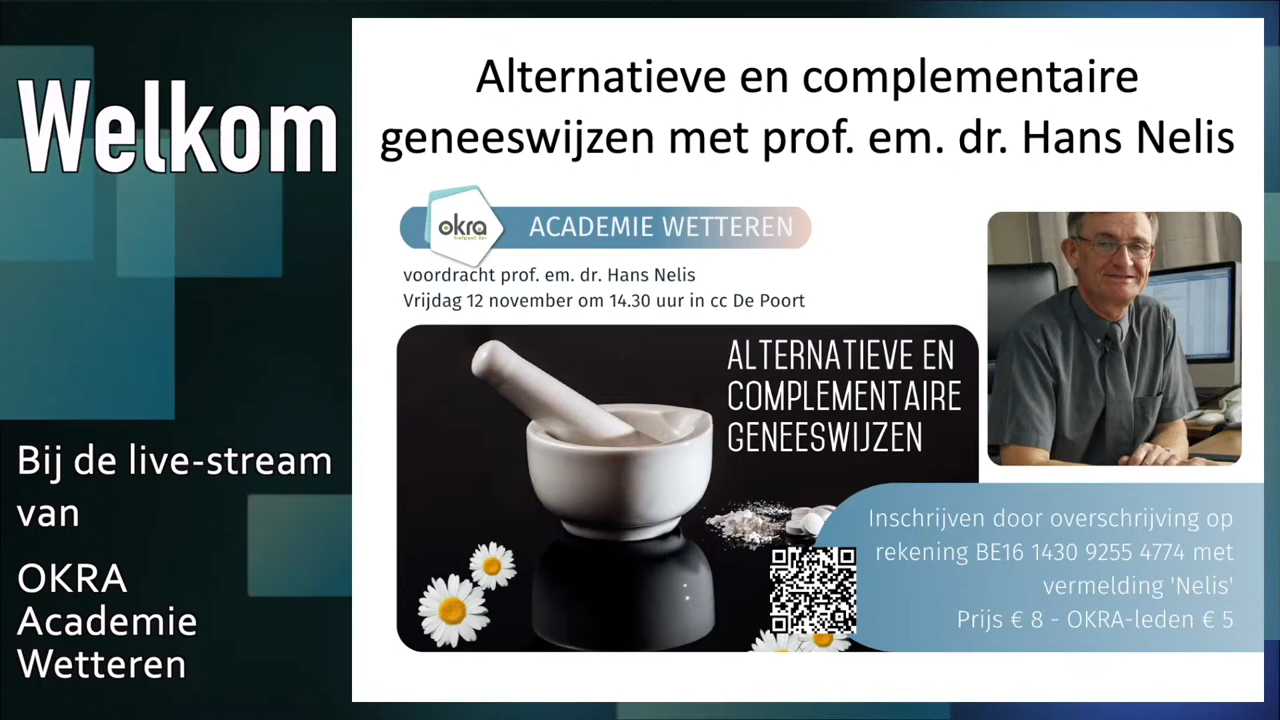 Welkom
Bij de live-stream
van
OKRA
Academie
Wetteren
Alternatieve en complementaire
geneeswijzen met prof. em. dr. Hans Nelis
okra
trefpunt 55+
ACADEMIE WETTEREN
voordracht prof. em. dr. Hans Nelis
Vrijdag 12 november om 14.30 uur in cc De Poort
ALTERNATIEVE EN
COMPLEMENTAIRE
GENEESWIJZEN
Inschrijven door overschrijving op
rekening BE16 1430 9255 4774 met
vermelding 'Nelis'
Prijs € 8 - OKRA-leden € 5